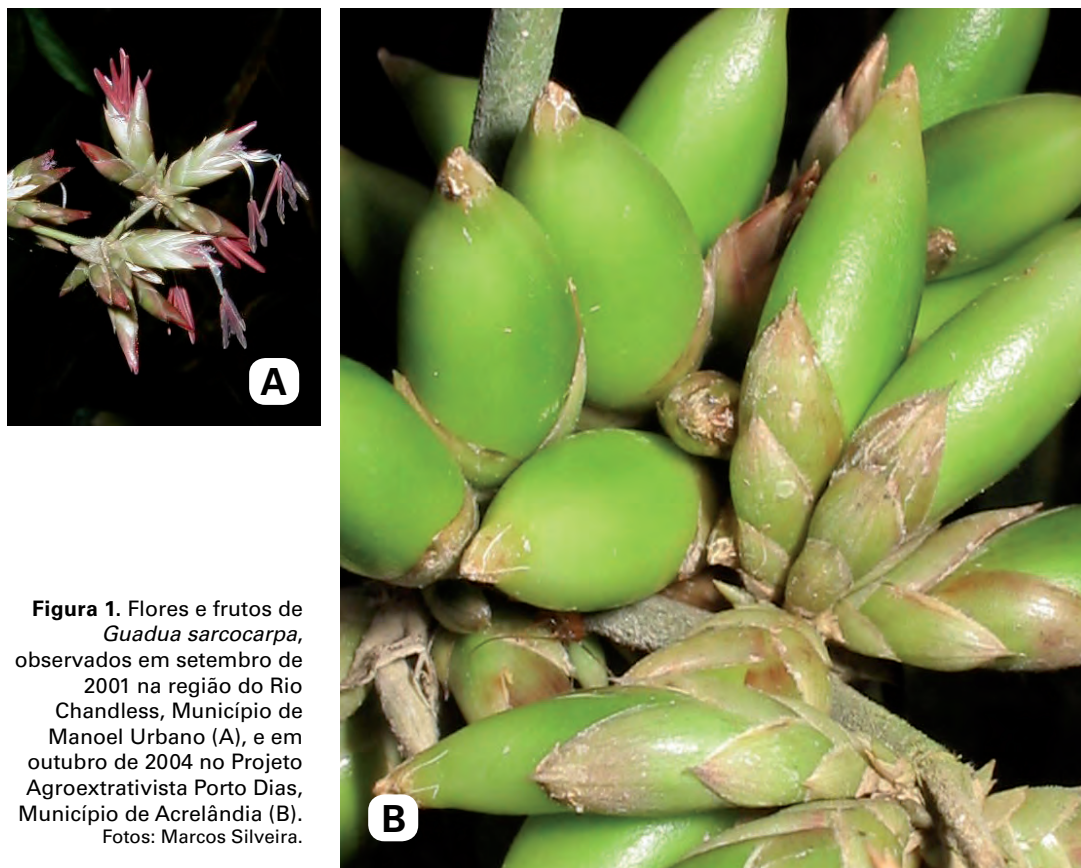 A
Figura 1. Flores e frutos de
Guadua sarcocarpa,
observados em setembro de
2001 na região do Rio
Chandless, Município de
Manoel Urbano (A), e em
outubro de 2004 no Projeto
Agroextrativista Porto Dias,
Município de Acrelândia (B).
Fotos: Marcos Silveira.
B